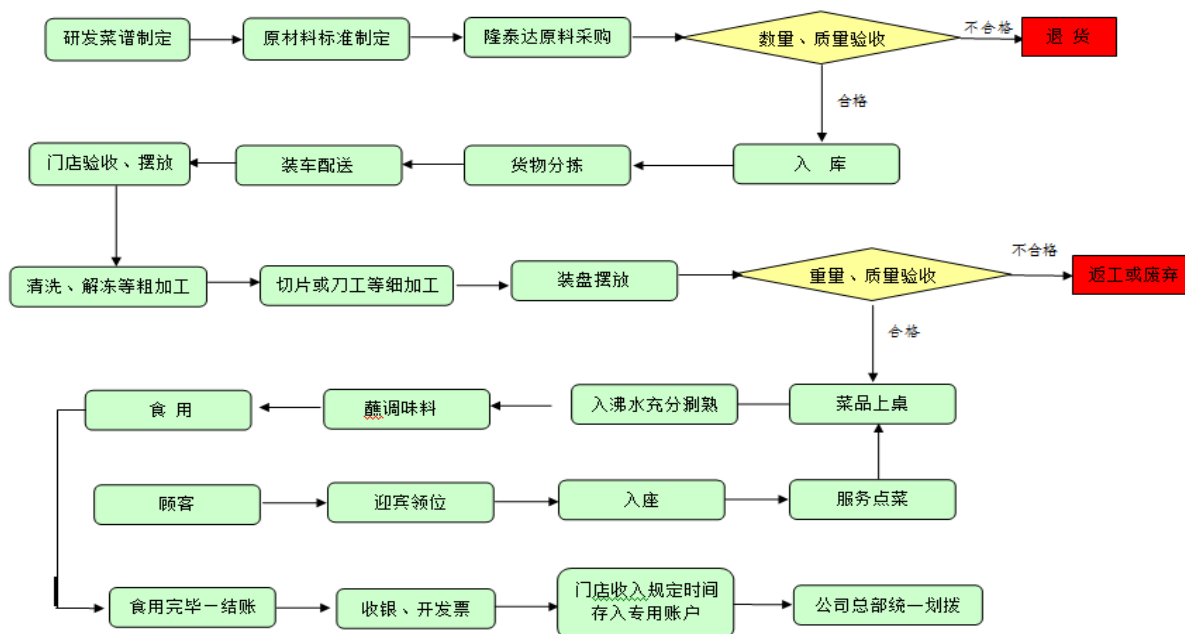 研发菜谱制定
原材料标准制定
隆泰达原料采购
数量、质量验收
不合格
退 货
合格
门店验收、摆放
装车配送
货物分拣
入 库
清洗、解冻等粗加工
切片或刀工等细加工
装盘摆放
重量、质量验收
不合格
返工或废弃
合格
食 用
蘸调味料
入沸水充分涮熟
菜品上桌
顾客
迎宾领位
入座
服务点菜
食用完毕－结账
收银、开发票
门店收入规定时间
存入专用账户
公司总部统一划拨